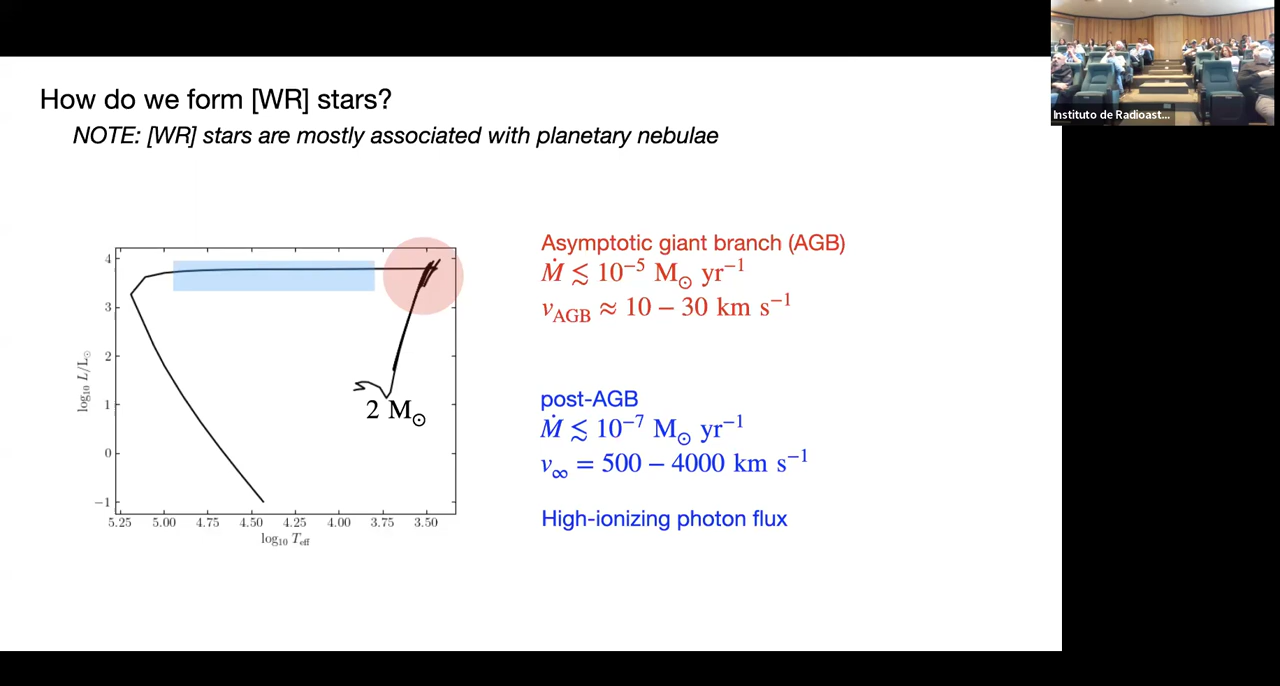 How do we form [WR] stars?
NOTE: [WR] stars are mostly associated with planetary nebulae
Instituto de Radioast...
Asymptotic giant branch (AGB)
Ṁ ≲ 10⁻⁵ M☉ yr⁻¹
v_AGB ≈ 10 − 30 km s⁻¹
post-AGB
Ṁ ≲ 10⁻⁷ M☉ yr⁻¹
v∞ = 500 − 4000 km s⁻¹
High-ionizing photon flux
4
3
2
1
0
−1
log₁₀ L/L☉
2 M☉
5.25 5.00 4.75 4.50 4.25 4.00 3.75 3.50
log₁₀ T_eff